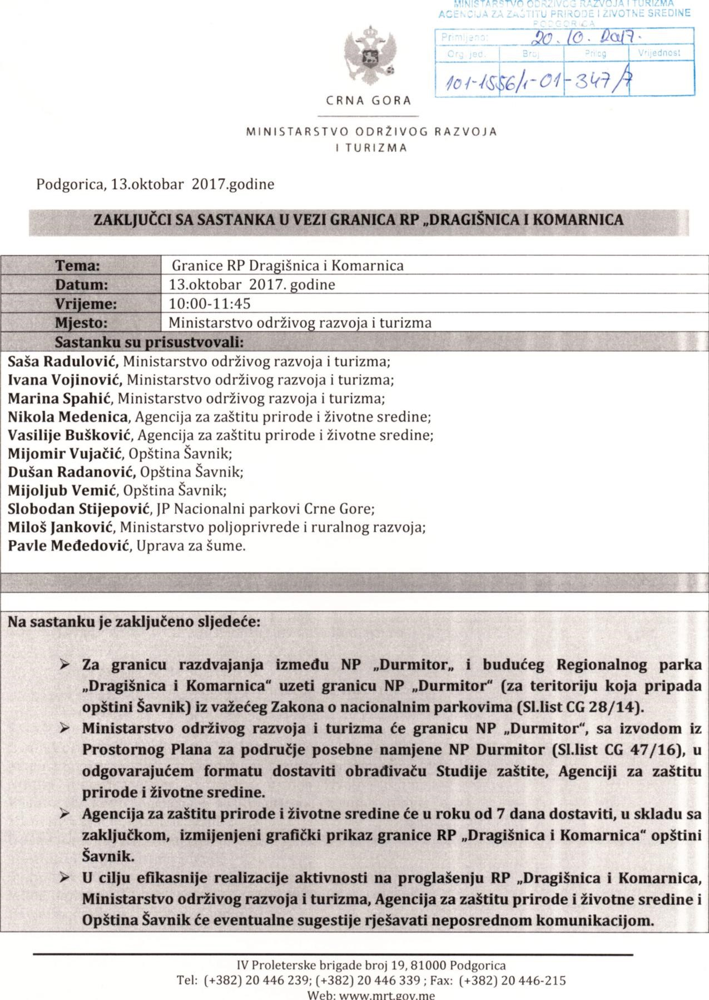 MINISTARSTVO ODRŽIVOG RAZVOJA I TURIZMA
AGENCIJA ZA ZAŠTITU PRIRODE I ŽIVOTNE SREDINE
PODGORICA
Primljeno: 20. 10. 2017.
Org. jed. Broj Prilog Vrijednost
101-1556/1-01-347/7
CRNA GORA
MINISTARSTVO ODRŽIVOG RAZVOJA
I TURIZMA
Podgorica, 13.oktobar 2017.godine
ZAKLJUČCI SA SASTANKA U VEZI GRANICA RP „DRAGIŠNICA I KOMARNICA
Tema: Granice RP Dragišnica i Komarnica
Datum: 13.oktobar 2017. godine
Vrijeme: 10:00-11:45
Mjesto: Ministarstvo održivog razvoja i turizma
Sastanku su prisustvovali:
Saša Radulović, Ministarstvo održivog razvoja i turizma;
Ivana Vojinović, Ministarstvo održivog razvoja i turizma;
Marina Spahić, Ministarstvo održivog razvoja i turizma;
Nikola Medenica, Agencija za zaštitu prirode i životne sredine;
Vasilije Bušković, Agencija za zaštitu prirode i životne sredine;
Mijomir Vujačić, Opština Šavnik;
Dušan Radanović, Opština Šavnik;
Mijoljub Vemić, Opština Šavnik;
Slobodan Stijepović, JP Nacionalni parkovi Crne Gore;
Miloš Janković, Ministarstvo poljoprivrede i ruralnog razvoja;
Pavle Međedović, Uprava za šume.
Na sastanku je zaključeno sljedeće:
➢ Za granicu razdvajanja između NP „Durmitor„ i budućeg Regionalnog parka
„Dragišnica i Komarnica“ uzeti granicu NP „Durmitor“ (za teritoriju koja pripada
opštini Šavnik) iz važećeg Zakona o nacionalnim parkovima (Sl.list CG 28/14).
➢ Ministarstvo održivog razvoja i turizma će granicu NP „Durmitor“, sa izvodom iz
Prostornog Plana za područje posebne namjene NP Durmitor (Sl.list CG 47/16), u
odgovarajućem formatu dostaviti obrađivaču Studije zaštite, Agenciji za zaštitu
prirode i životne sredine.
➢ Agencija za zaštitu prirode i životne sredine će u roku od 7 dana dostaviti, u skladu sa
zaključkom, izmijenjeni grafički prikaz granice RP „Dragišnica i Komarnica“ opštini
Šavnik.
➢ U cilju efikasnije realizacije aktivnosti na proglašenju RP „Dragišnica i Komarnica,
Ministarstvo održivog razvoja i turizma, Agencija za zaštitu prirode i životne sredine i
Opština Šavnik će eventualne sugestije rješavati neposrednom komunikacijom.
IV Proleterske brigade broj 19, 81000 Podgorica
Tel: (+382) 20 446 239; (+382) 20 446 339 ; Fax: (+382) 20 446-215
Web: www.mrt.gov.me